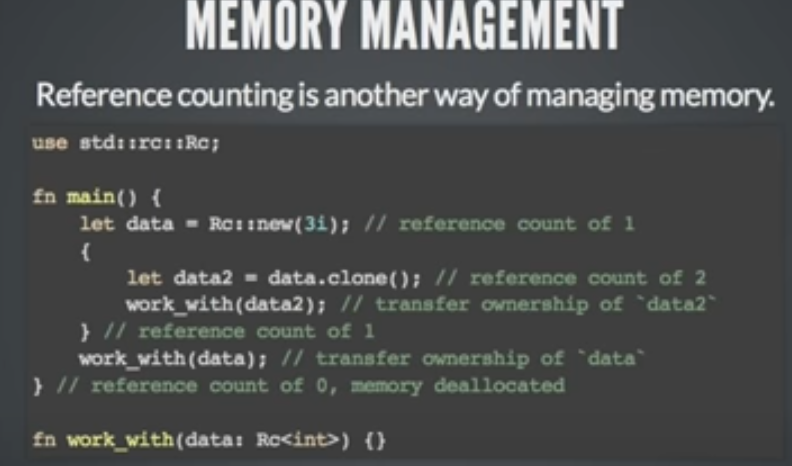 MEMORY MANAGEMENT
Reference counting is another way of managing memory.
use std::rc::Rc;
fn main() {
    let data = Rc::new(3i); // reference count of 1
    {
        let data2 = data.clone(); // reference count of 2
        work_with(data2); // transfer ownership of `data2`
    } // reference count of 1
    work_with(data); // transfer ownership of `data`
} // reference count of 0, memory deallocated
fn work_with(data: Rc<int>) {}